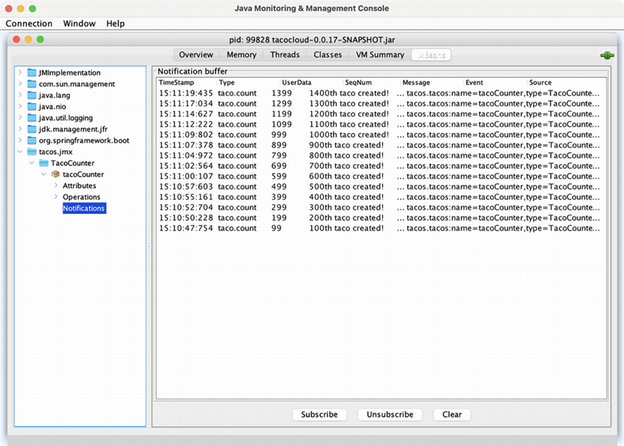 Java Monitoring & Management Console
Connection Window Help
pid: 99828 tacocloud-0.0.17-SNAPSHOT.jar
Overview Memory Threads Classes VM Summary MBeans
JMImplementation
com.sun.management
java.lang
java.nio
java.util.logging
jdk.management.jfr
org.springframework.boot
tacos.jmx
TacoCounter
tacoCounter
Attributes
Operations
Notifications
Notification buffer
TimeStamp Type UserData SeqNum Message Event Source
15:11:19:435 taco.count 1399 1400th taco created! ... tacos.tacos:name=tacoCounter,type=TacoCounte...
15:11:17:034 taco.count 1299 1300th taco created! ... tacos.tacos:name=tacoCounter,type=TacoCounte...
15:11:14:627 taco.count 1199 1200th taco created! ... tacos.tacos:name=tacoCounter,type=TacoCounte...
15:11:12:222 taco.count 1099 1100th taco created! ... tacos.tacos:name=tacoCounter,type=TacoCounte...
15:11:09:802 taco.count 999 1000th taco created! ... tacos.tacos:name=tacoCounter,type=TacoCounte...
15:11:07:378 taco.count 899 900th taco created! ... tacos.tacos:name=tacoCounter,type=TacoCounte...
15:11:04:972 taco.count 799 800th taco created! ... tacos.tacos:name=tacoCounter,type=TacoCounte...
15:11:02:564 taco.count 699 700th taco created! ... tacos.tacos:name=tacoCounter,type=TacoCounte...
15:11:00:107 taco.count 599 600th taco created! ... tacos.tacos:name=tacoCounter,type=TacoCounte...
15:10:57:603 taco.count 499 500th taco created! ... tacos.tacos:name=tacoCounter,type=TacoCounte...
15:10:55:161 taco.count 399 400th taco created! ... tacos.tacos:name=tacoCounter,type=TacoCounte...
15:10:52:704 taco.count 299 300th taco created! ... tacos.tacos:name=tacoCounter,type=TacoCounte...
15:10:50:228 taco.count 199 200th taco created! ... tacos.tacos:name=tacoCounter,type=TacoCounte...
15:10:47:754 taco.count 99 100th taco created! ... tacos.tacos:name=tacoCounter,type=TacoCounte...
Subscribe Unsubscribe Clear